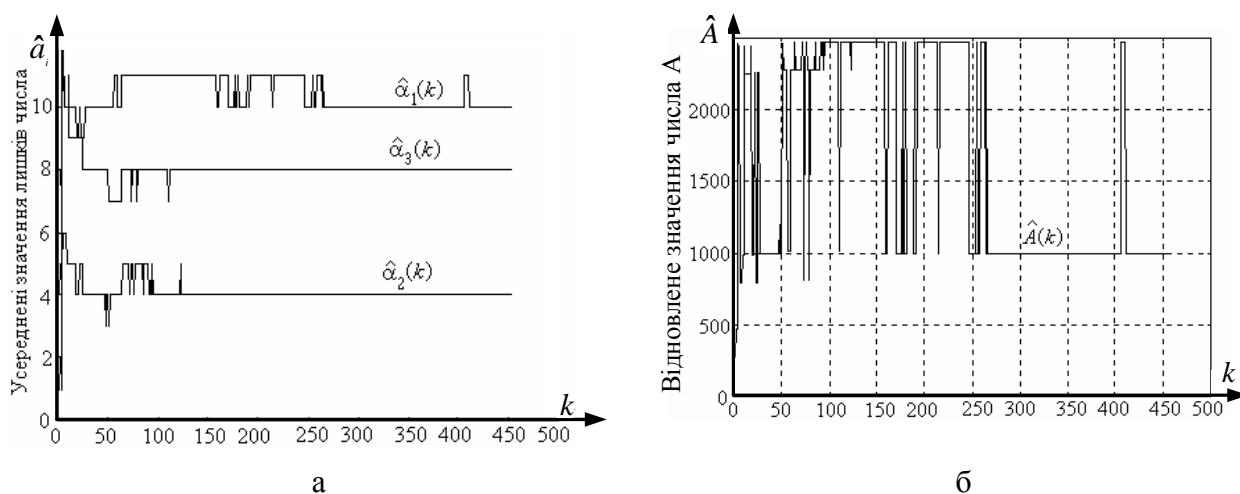 â_i
Усереднені значення лишків числа
10
8
6
4
2
0
α̂₁(k)
α̂₃(k)
α̂₂(k)
k
0 50 100 150 200 250 300 350 400 450 500
а
Â
Відновлене значення числа А
2500
2000
1500
1000
500
0
Â(k)
k
0 50 100 150 200 250 300 350 400 450 500
б